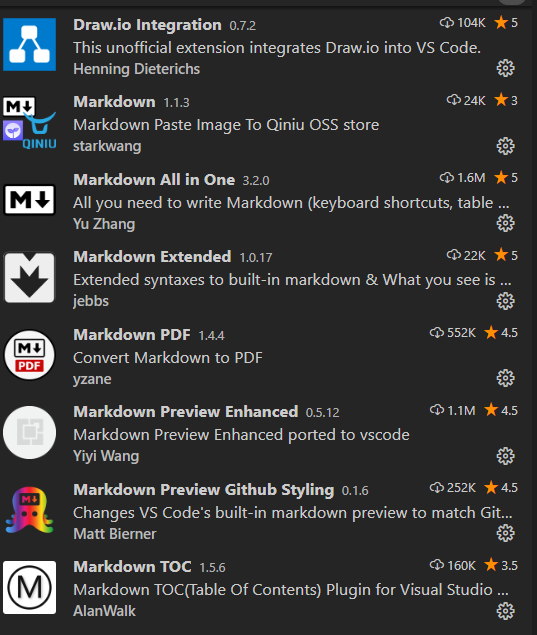 Draw.io Integration 0.7.2 104K 5
This unofficial extension integrates Draw.io into VS Code.
Henning Dieterichs
M Markdown 1.1.3 24K 3
QINIU Markdown Paste Image To Qiniu OSS store
starkwang
Markdown All in One 3.2.0 1.6M 5
M All you need to write Markdown (keyboard shortcuts, table ...
Yu Zhang
Markdown Extended 1.0.17 22K 5
Extended syntaxes to built-in markdown & What you see is ...
jebbs
Markdown PDF 1.4.4 552K 4.5
M
PDF Convert Markdown to PDF
yzane
Markdown Preview Enhanced 0.5.12 1.1M 4.5
Markdown Preview Enhanced ported to vscode
Yiyi Wang
Markdown Preview Github Styling 0.1.6 252K 4.5
M Changes VS Code's built-in markdown preview to match Git...
Matt Bierner
Markdown TOC 1.5.6 160K 3.5
M Markdown TOC(Table Of Contents) Plugin for Visual Studio ...
AlanWalk